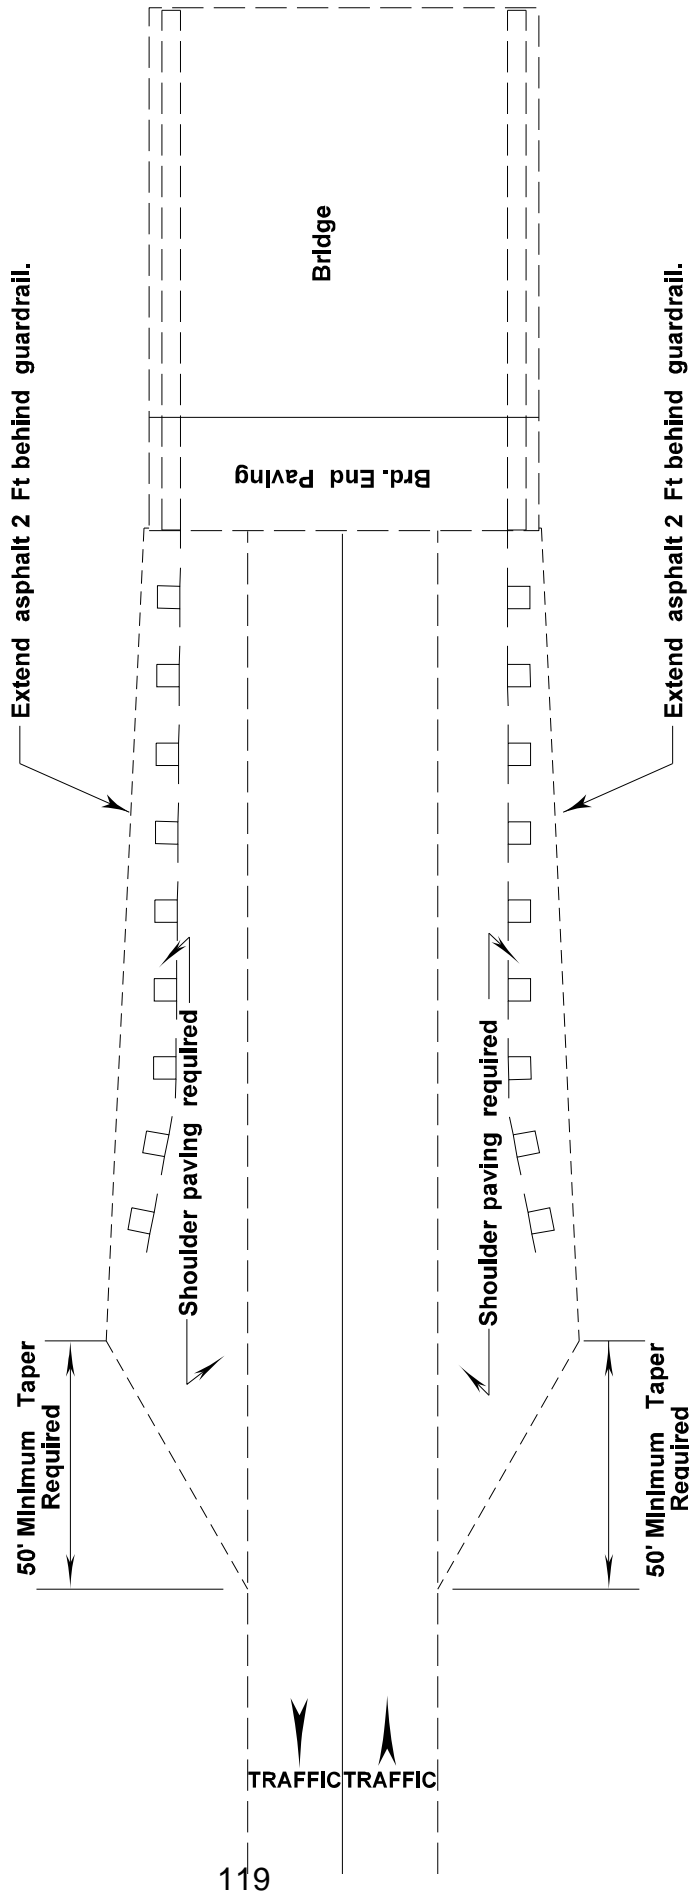 Extend asphalt 2 Ft behind guardrail.
Bridge
Brd. End Paving
Extend asphalt 2 Ft behind guardrail.
Shoulder paving required
Shoulder paving required
50' Minimum Taper
Required
50' Minimum Taper
Required
TRAFFIC
TRAFFIC
119